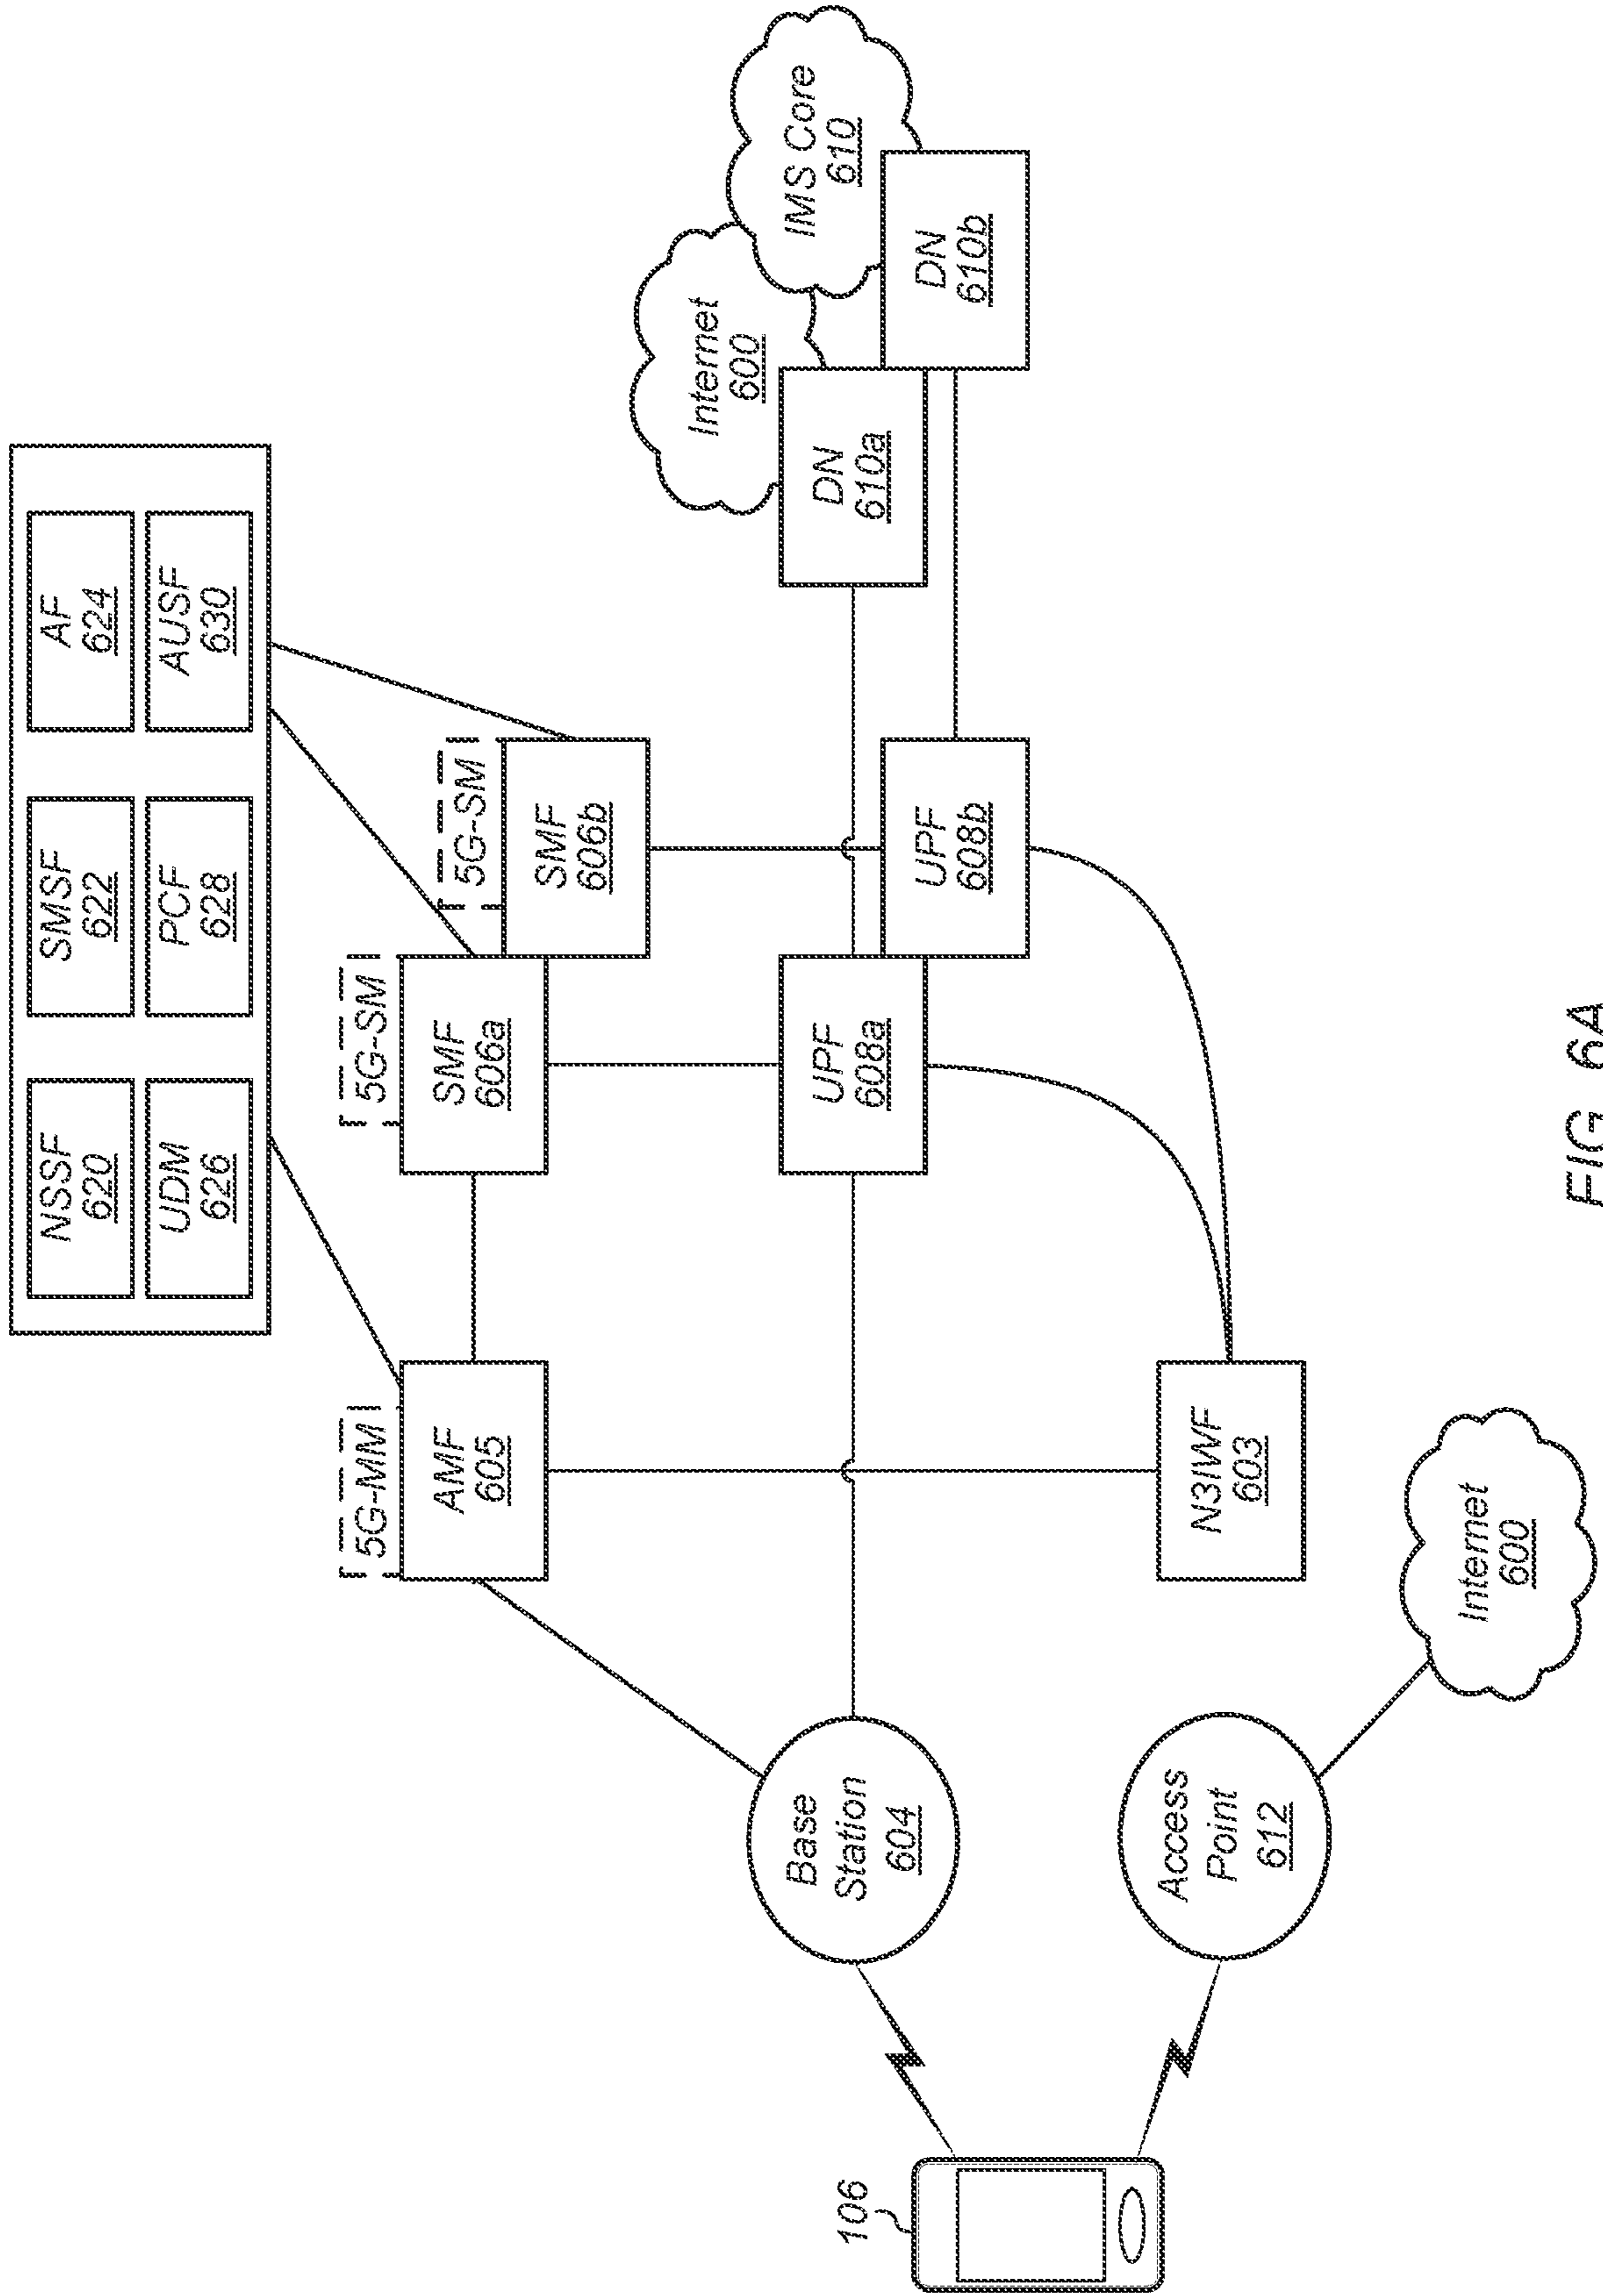 NSSF
620
SMSF
622
AF
624
UDM
626
PCF
628
AUSF
630
5G-MM
AMF
605
5G-SM
SMF
606a
5G-SM
SMF
606b
Internet
600
IMS Core
610
106
Base
Station
604
UPF
608a
UPF
608b
DN
610a
DN
610b
Access
Point
612
N3IWF
603
Internet
600
FIG. 6A